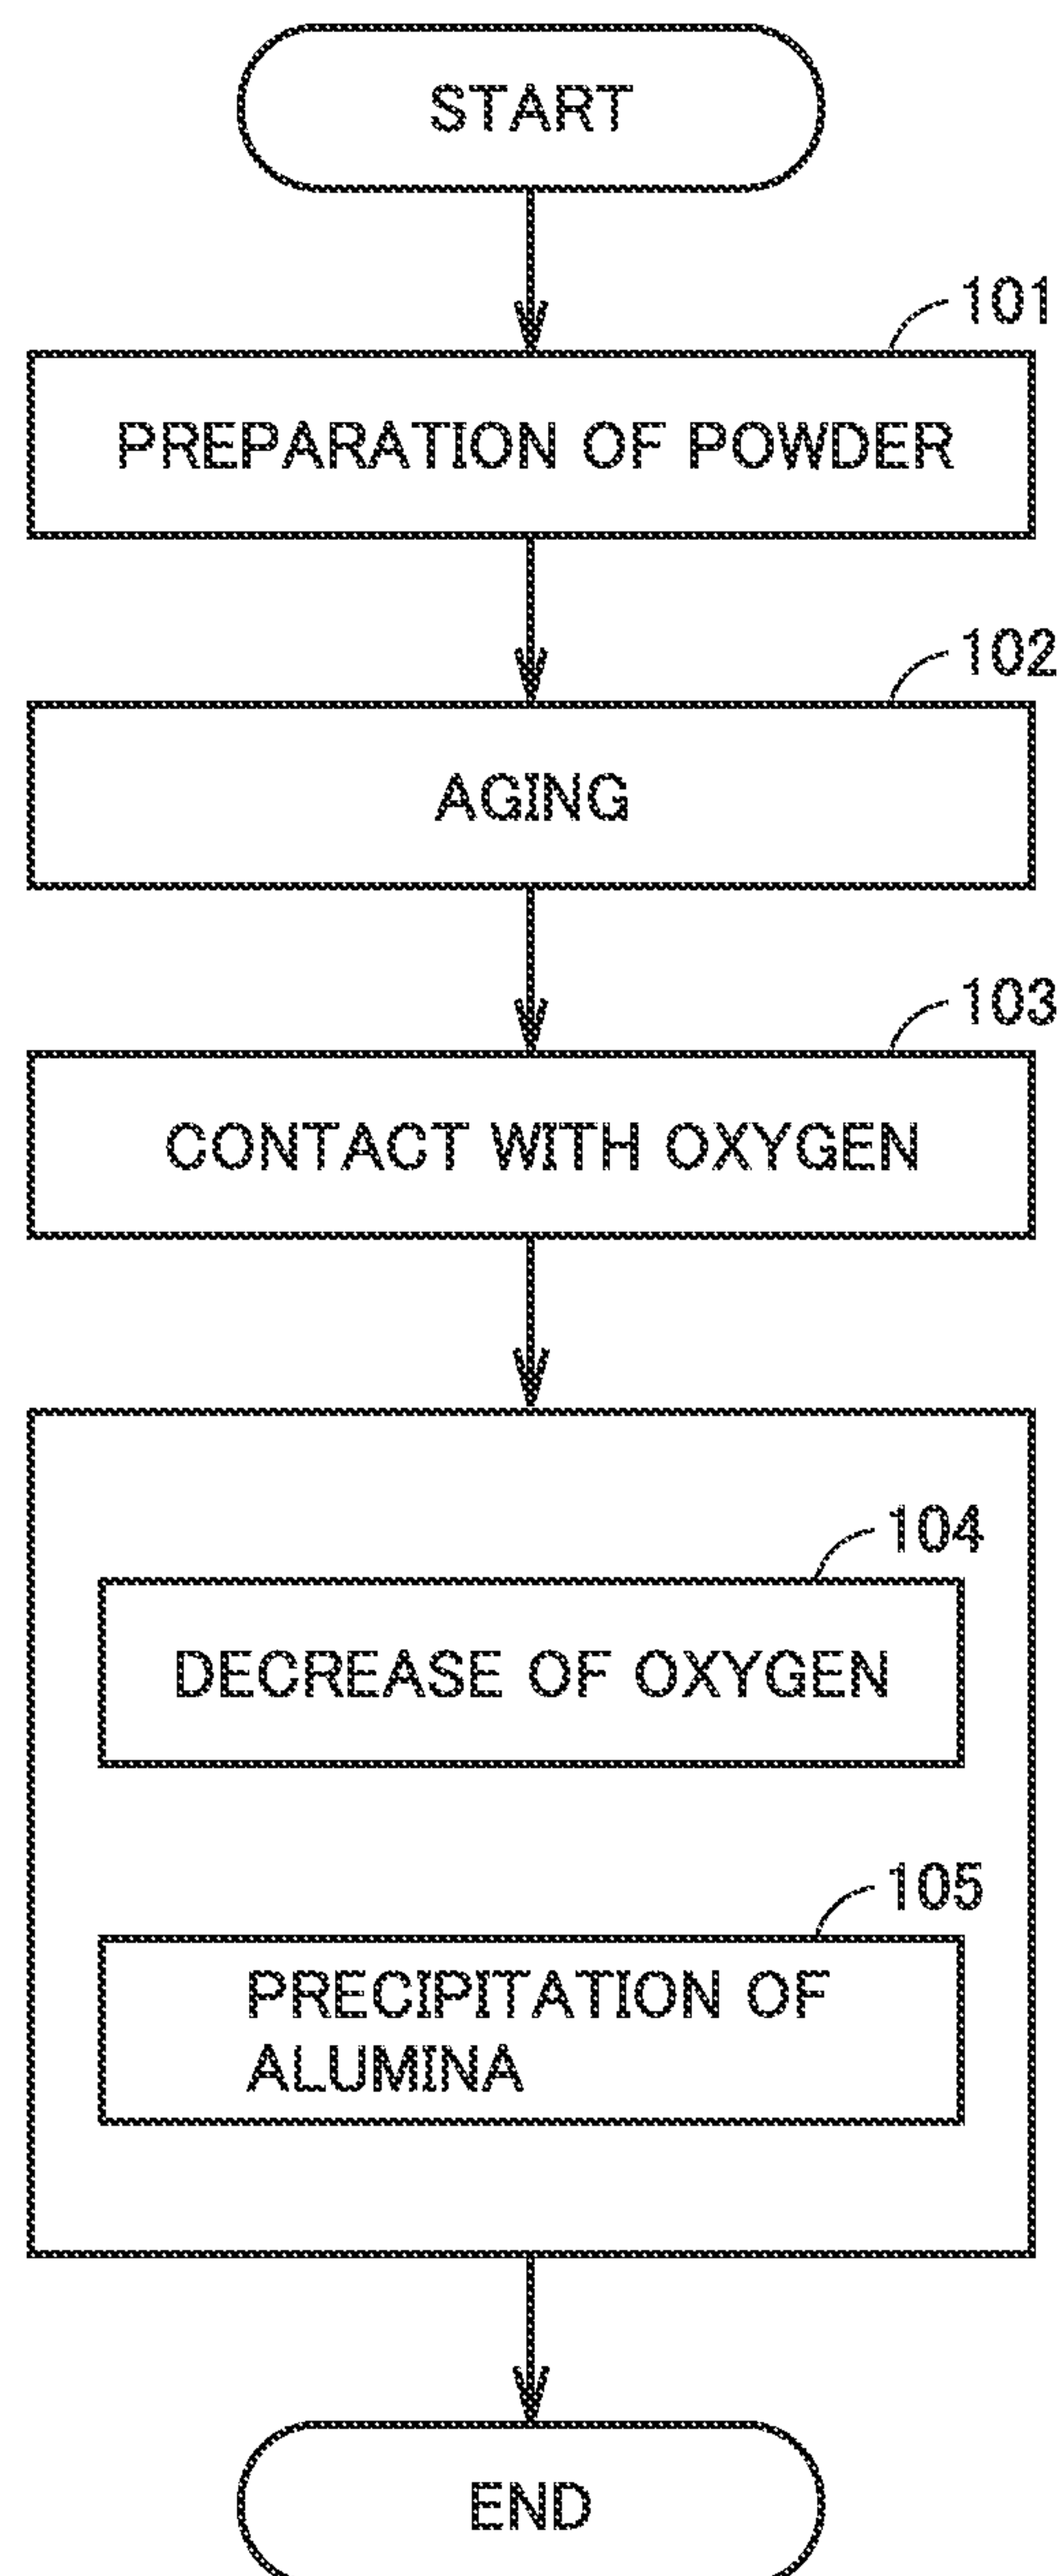 START
101
PREPARATION OF POWDER
102
AGING
103
CONTACT WITH OXYGEN
104
DECREASE OF OXYGEN
105
PRECIPITATION OF
ALUMINA
END